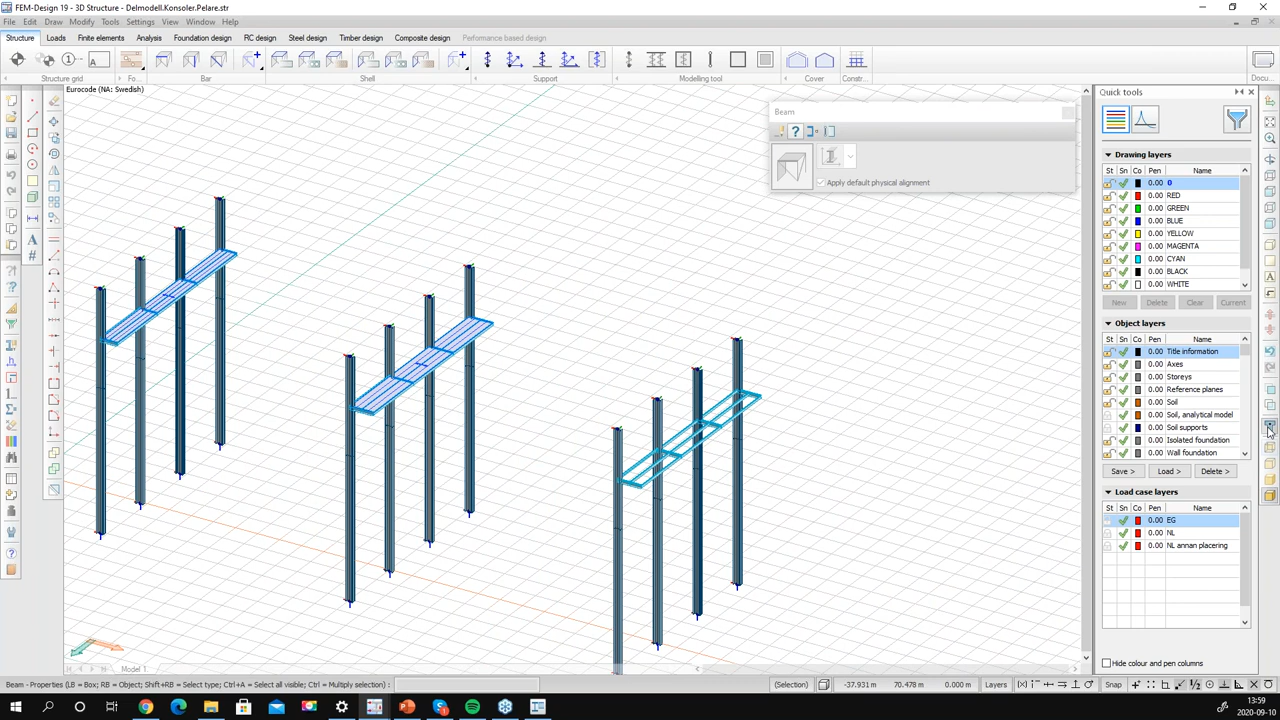 FEM-Design 19 - 3D Structure - Delmodell.Konsoler.Pelare.str
File Edit Draw Modify Tools Settings View Window Help
Structure Loads Finite elements Analysis Foundation design RC design Steel design Timber design Composite design Performance based design
Structure grid Fo... Bar Shell Support Modelling tool Cover Constr... Docu...
Eurocode (NA: Swedish)
Beam
Apply default physical alignment
Quick tools
Drawing layers
St Sn Co Pen Name
0.00 0
0.00 RED
0.00 GREEN
0.00 BLUE
0.00 YELLOW
0.00 MAGENTA
0.00 CYAN
0.00 BLACK
0.00 WHITE
New Delete Clear Current
Object layers
St Sn Co Pen Name
0.00 Title information
0.00 Axes
0.00 Storeys
0.00 Reference planes
0.00 Soil
0.00 Soil, analytical model
0.00 Soil supports
0.00 Isolated foundation
0.00 Wall foundation
Save > Load > Delete >
Load case layers
St Sn Co Pen Name
0.00 EG
0.00 NL
0.00 NL annan placering
Hide colour and pen columns
Model 1.
Beam - Properties (LB = Box; RB = Object; Shift+RB = Select type; Ctrl+A = Select all visible; Ctrl = Multiply selection) :
(Selection) -37.931 m 70.478 m 0.000 m Layers Snap
13:59
2020-09-10